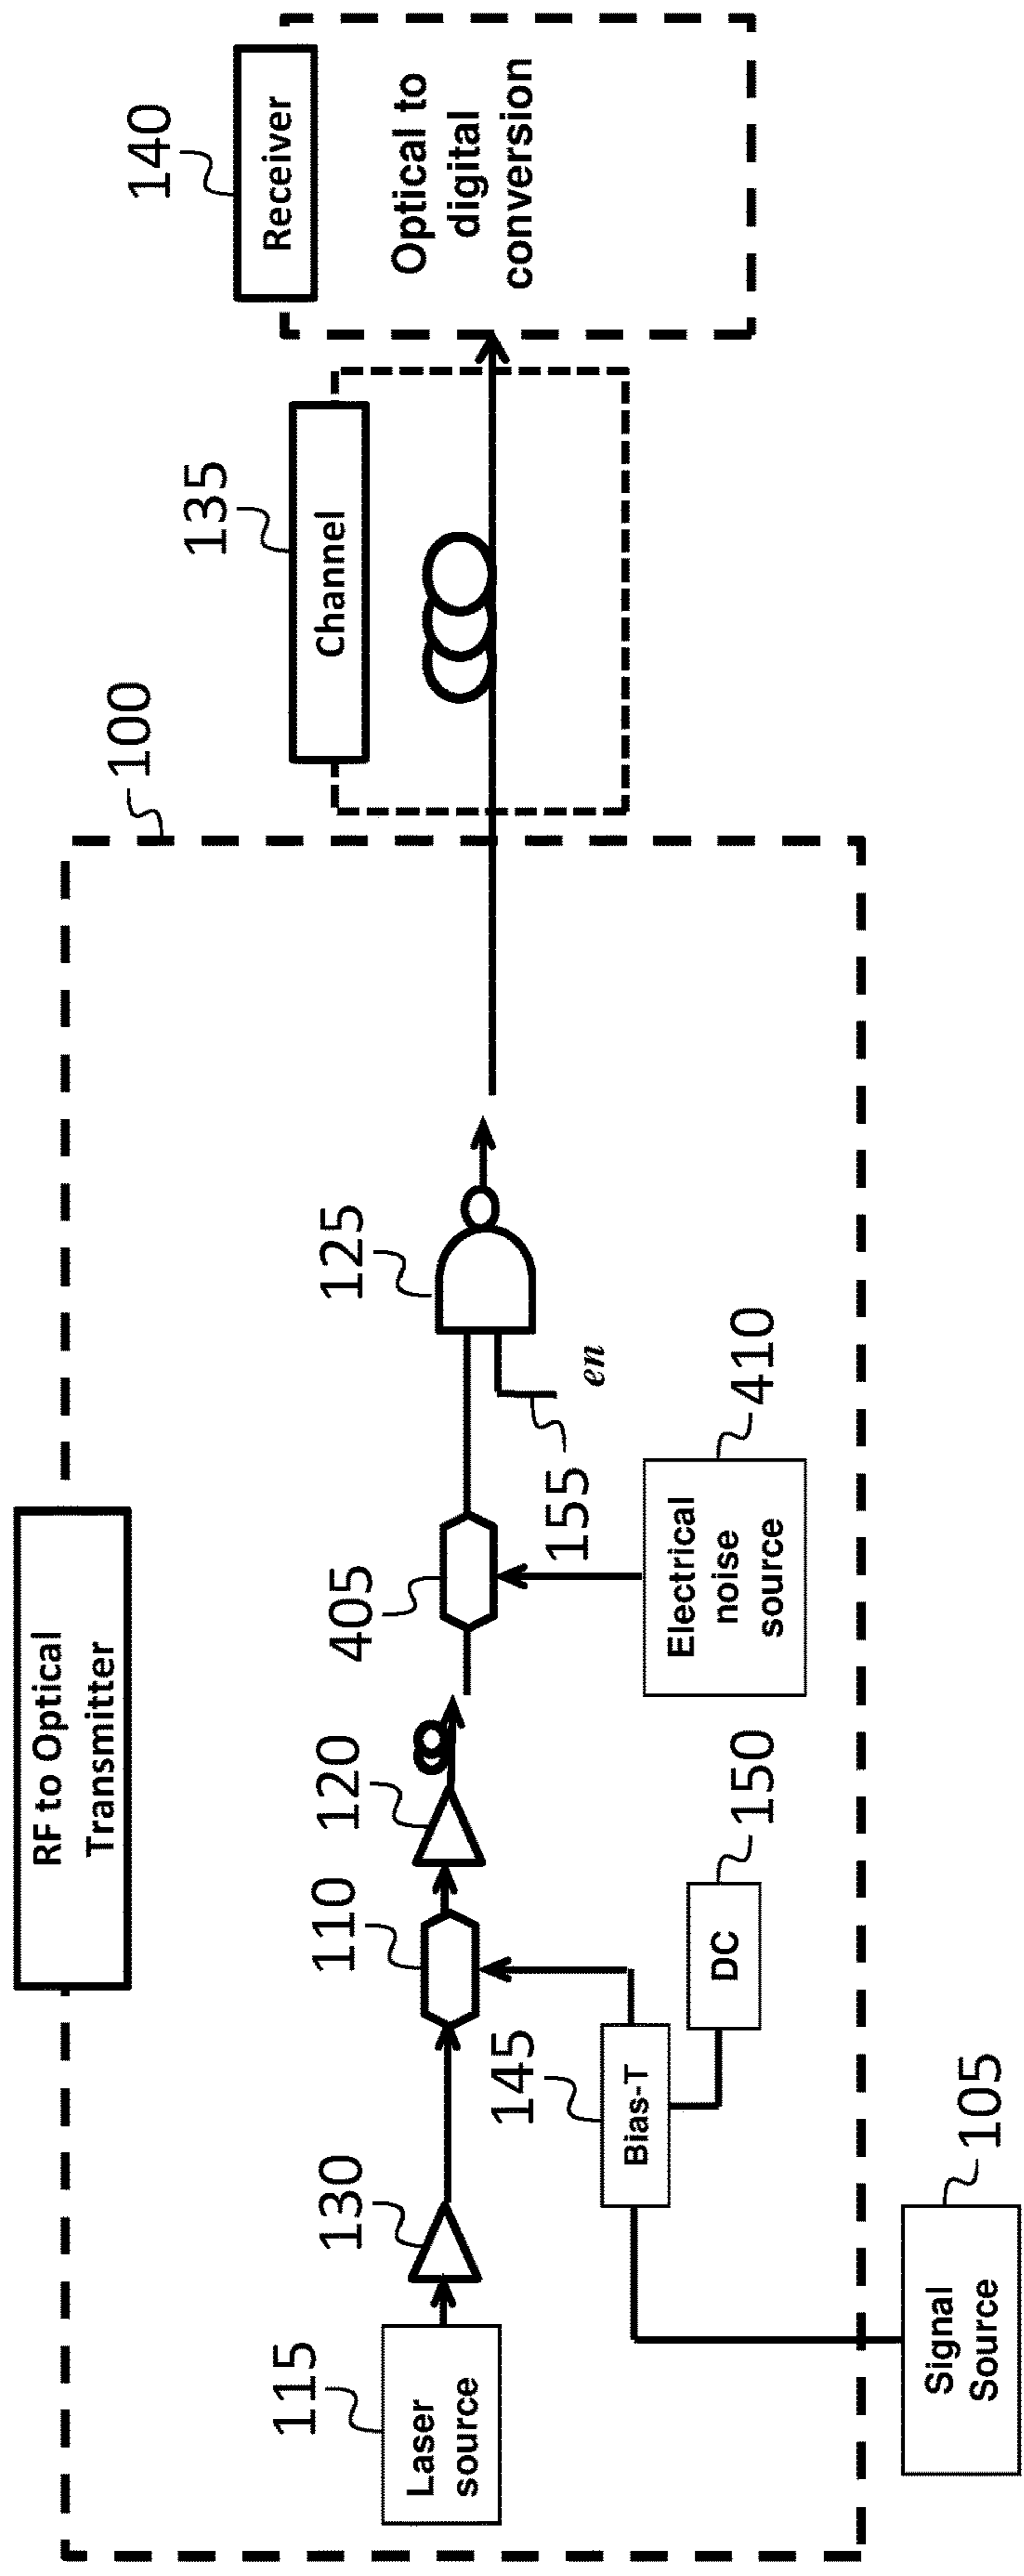 RF to Optical
Transmitter
100
115
Laser
source
130
110
120
405
125
145
Bias-T
150
DC
155
en
410
Electrical
noise
source
105
Signal
Source
135
Channel
140
Receiver
Optical to
digital
conversion